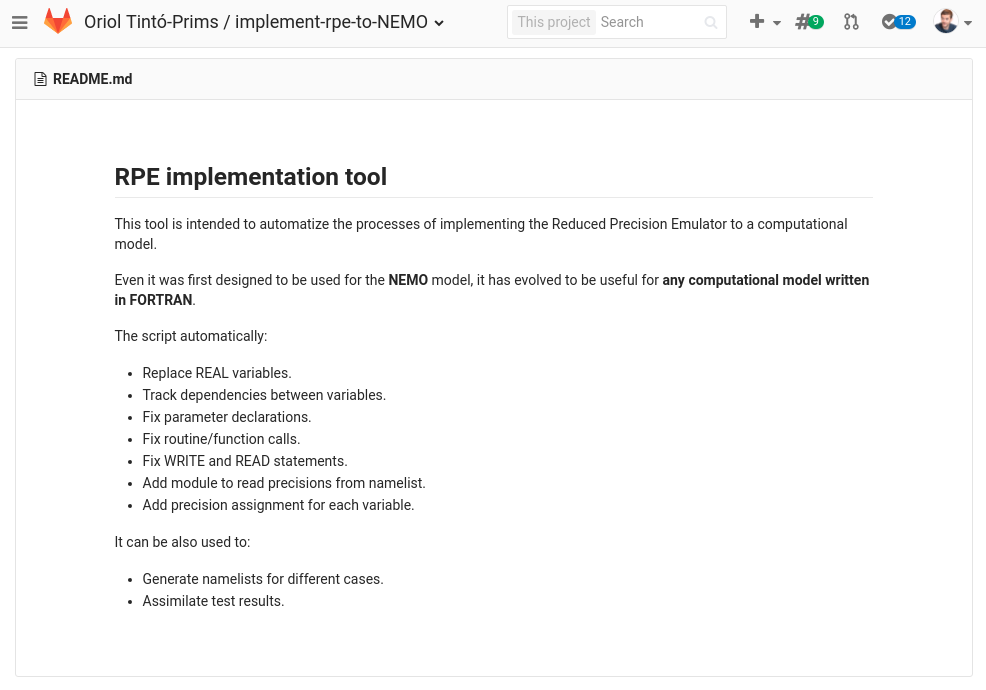 Oriol Tintó-Prims / implement-rpe-to-NEMO
This project Search
9
12
README.md
RPE implementation tool
This tool is intended to automatize the processes of implementing the Reduced Precision Emulator to a computational
model.
Even it was first designed to be used for the NEMO model, it has evolved to be useful for any computational model written
in FORTRAN.
The script automatically:
• Replace REAL variables.
• Track dependencies between variables.
• Fix parameter declarations.
• Fix routine/function calls.
• Fix WRITE and READ statements.
• Add module to read precisions from namelist.
• Add precision assignment for each variable.
It can be also used to:
• Generate namelists for different cases.
• Assimilate test results.